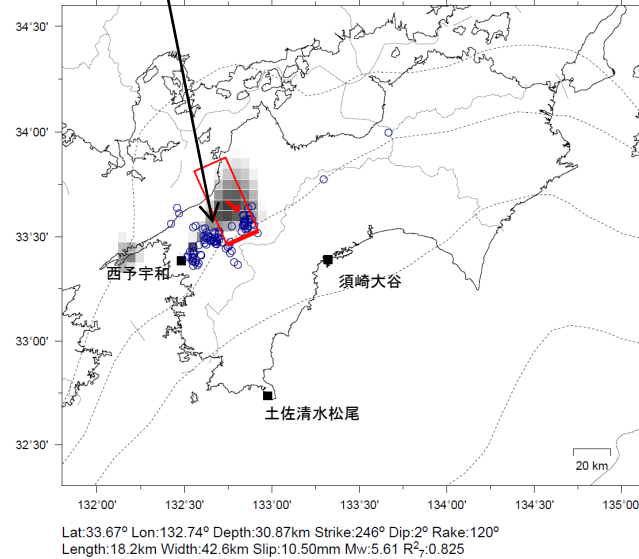 34°30'
34°00'
33°30'
西予宇和
須崎大谷
33°00'
土佐清水松尾
32°30'
20 km
132°00' 132°30' 133°00' 133°30' 134°00' 134°30' 135°00'
Lat:33.67° Lon:132.74° Depth:30.87km Strike:246° Dip:2° Rake:120°
Length:18.2km Width:42.6km Slip:10.50mm Mw:5.61 R²₇:0.825